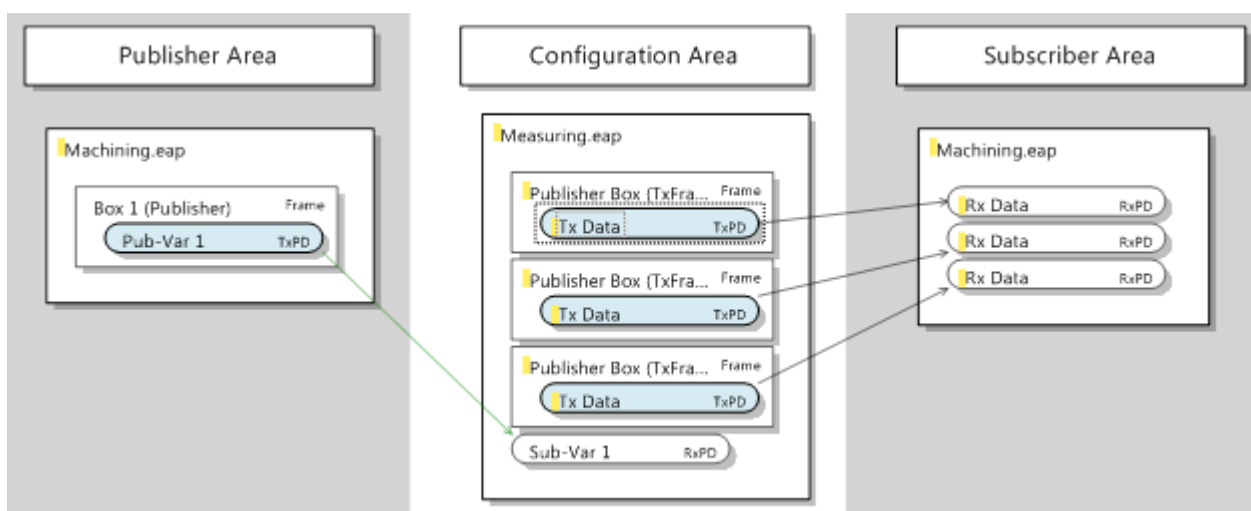 Publisher Area
Configuration Area
Subscriber Area
Machining.eap
Box 1 (Publisher) Frame
Pub-Var 1 TxPD
Measuring.eap
Publisher Box (TxFra... Frame
Tx Data TxPD
Publisher Box (TxFra... Frame
Tx Data TxPD
Publisher Box (TxFra... Frame
Tx Data TxPD
Sub-Var 1 RxPD
Machining.eap
Rx Data RxPD
Rx Data RxPD
Rx Data RxPD